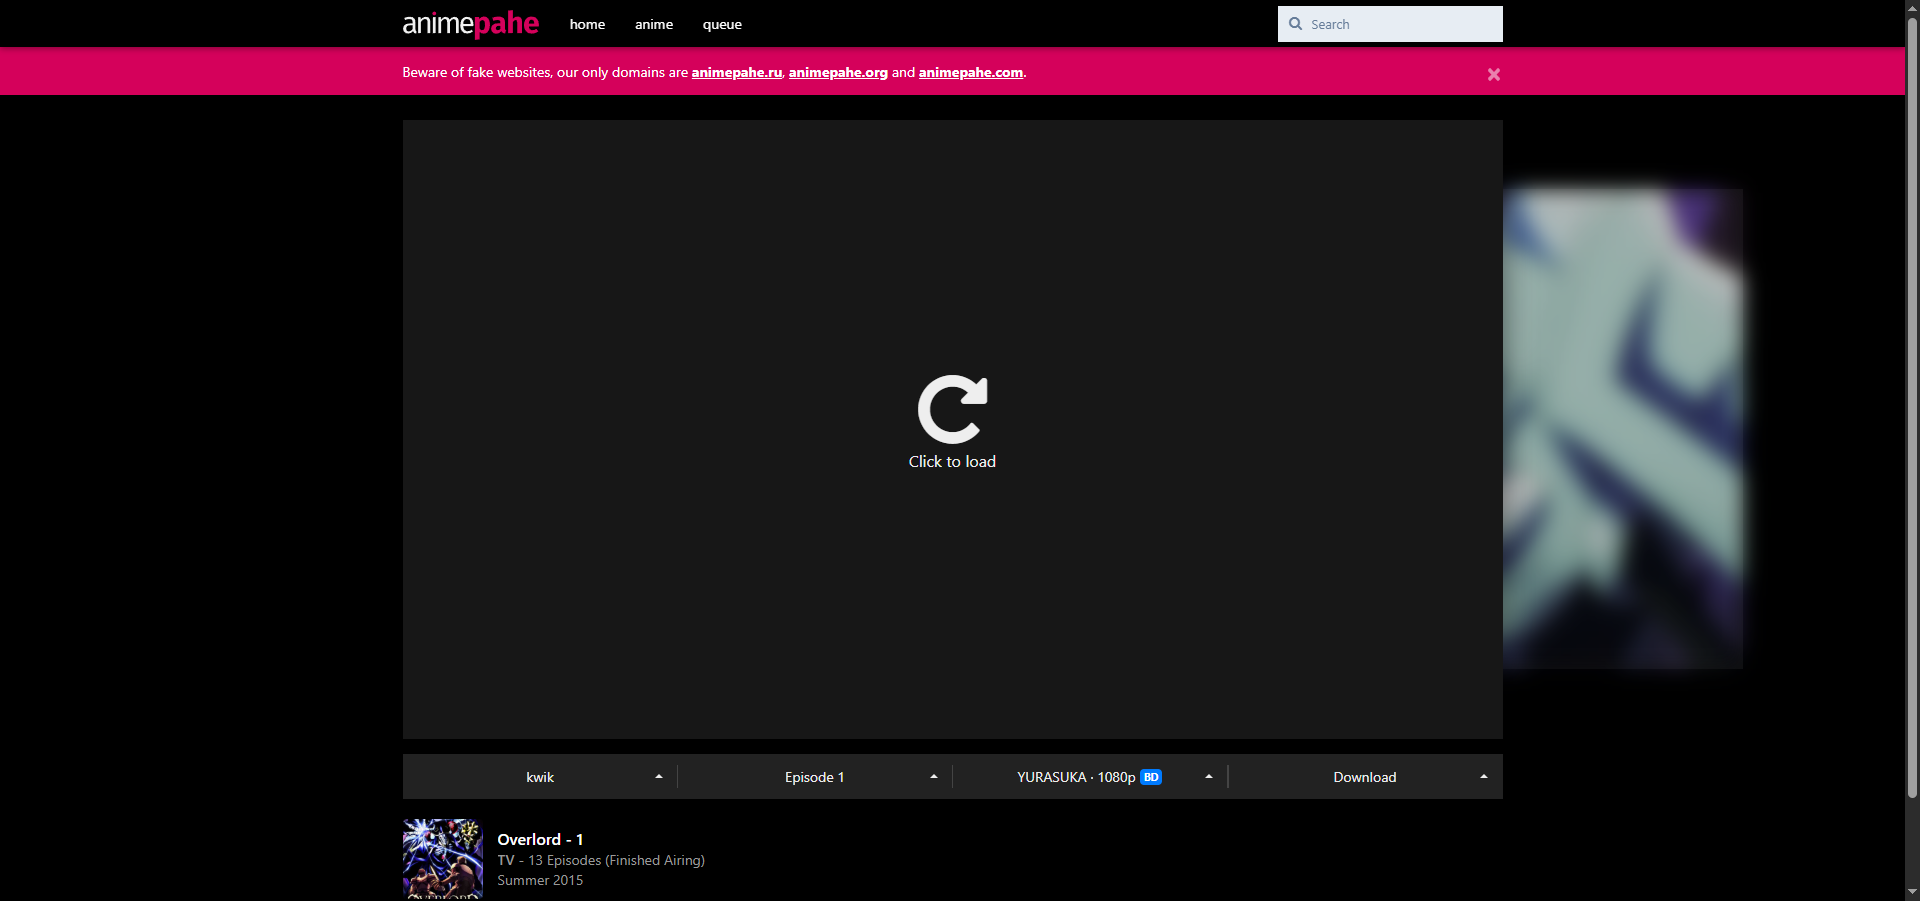 animepahe home anime queue Search
Beware of fake websites, our only domains are animepahe.ru, animepahe.org and animepahe.com.
Click to load
kwik Episode 1 YURASUKA · 1080p BD Download
Overlord - 1
TV - 13 Episodes (Finished Airing)
Summer 2015
OVERLORD